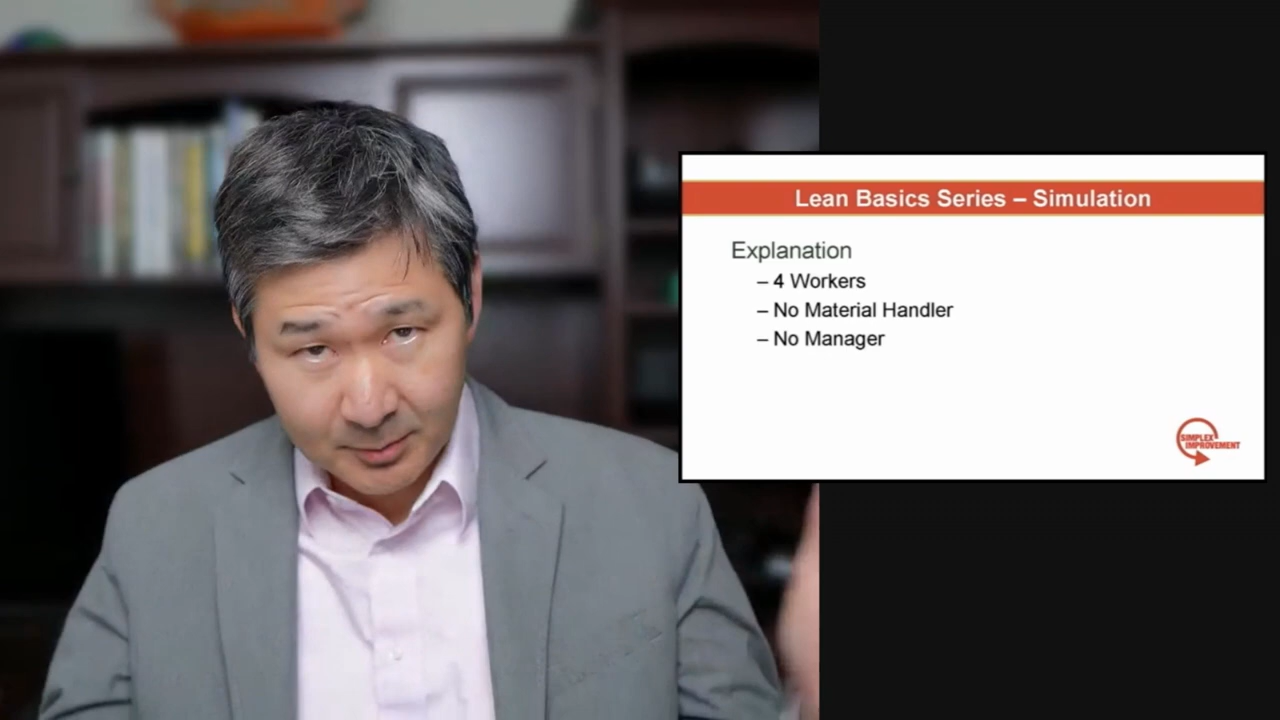 Lean Basics Series – Simulation
Explanation
– 4 Workers
– No Material Handler
– No Manager
SIMPLEX
IMPROVEMENT